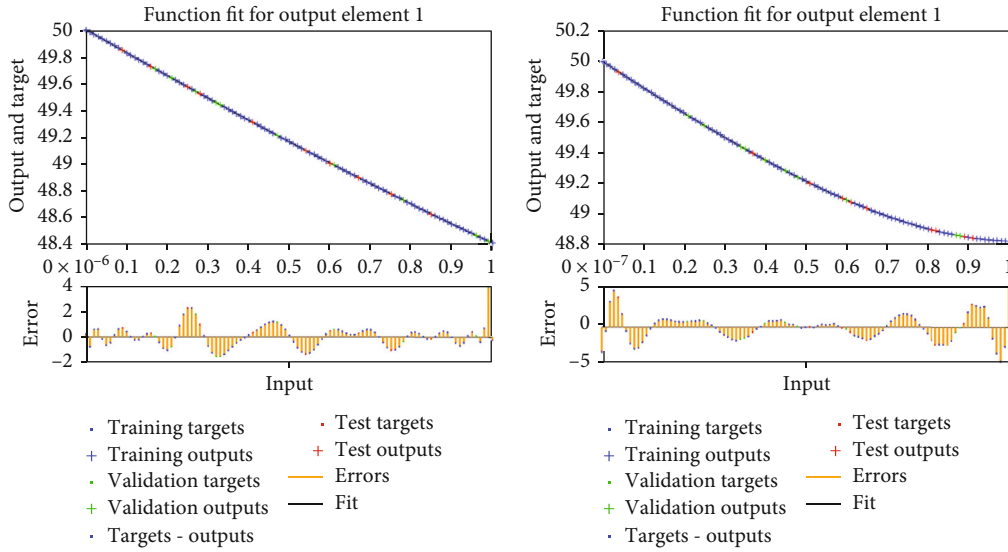 Function fit for output element 1
Output and target
50
49.8
49.6
49.4
49.2
49
48.8
48.6
48.4
0 × 10-6 0.1 0.2 0.3 0.4 0.5 0.6 0.7 0.8 0.9 1
Error
4
2
0
−2
Input
Training targets
Training outputs
Validation targets
Validation outputs
Targets - outputs
Test targets
Test outputs
Errors
Fit
Function fit for output element 1
Output and target
50.2
50
49.8
49.6
49.4
49.2
49
48.8
0 × 10-7 0.1 0.2 0.3 0.4 0.5 0.6 0.7 0.8 0.9 1
Error
5
0
−5
Input
Training targets
Training outputs
Validation targets
Validation outputs
Targets - outputs
Test targets
Test outputs
Errors
Fit